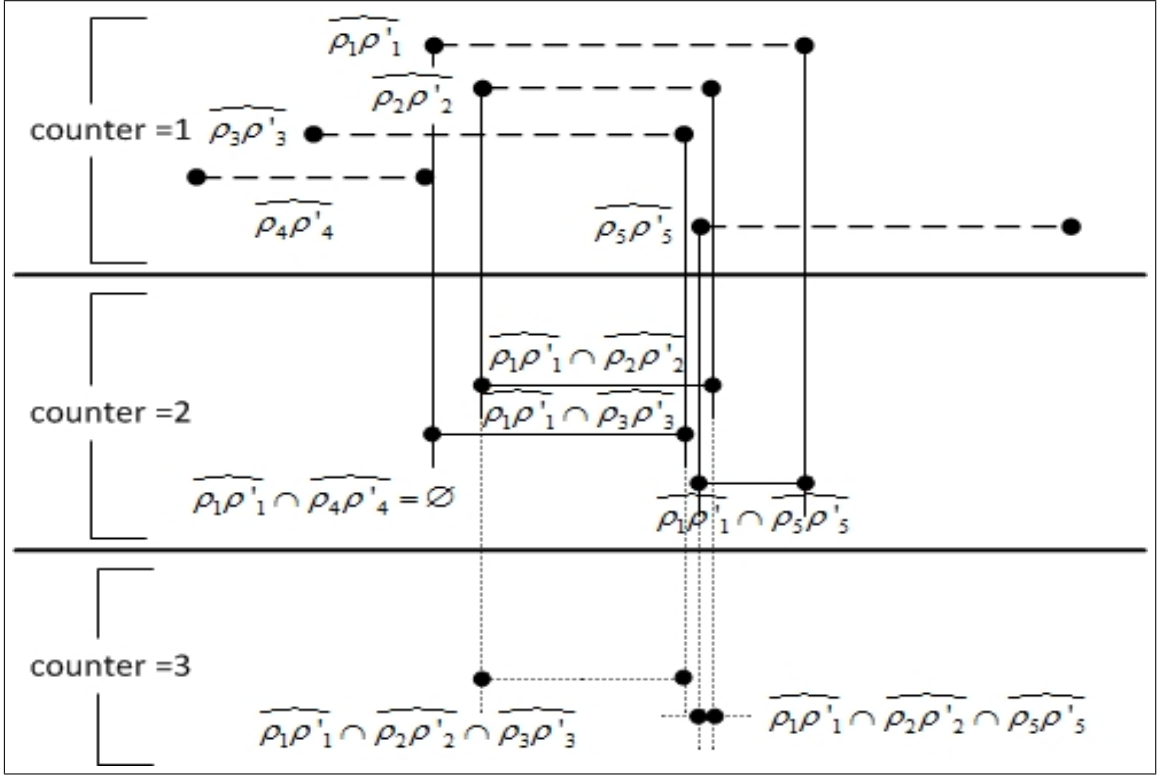 ρ₁ρ'₁
ρ₂ρ'₂
counter =1 ρ₃ρ'₃
ρ₄ρ'₄
ρ₅ρ'₅
ρ₁ρ'₁ ∩ ρ₂ρ'₂
counter =2
ρ₁ρ'₁ ∩ ρ₃ρ'₃
ρ₁ρ'₁ ∩ ρ₄ρ'₄ = ∅
ρ₁ρ'₁ ∩ ρ₅ρ'₅
counter =3
ρ₁ρ'₁ ∩ ρ₂ρ'₂ ∩ ρ₃ρ'₃
ρ₁ρ'₁ ∩ ρ₂ρ'₂ ∩ ρ₅ρ'₅